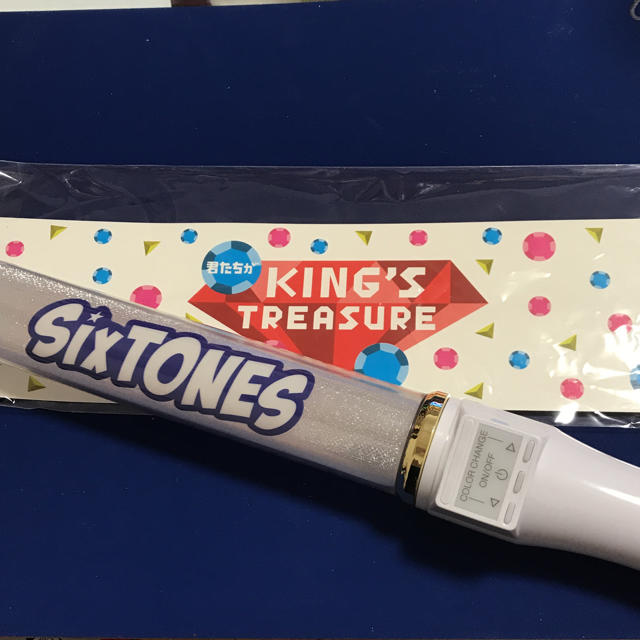 君たちが
KING'S
TREASURE
SixTONES
COLOR CHANGE
ON/OFF